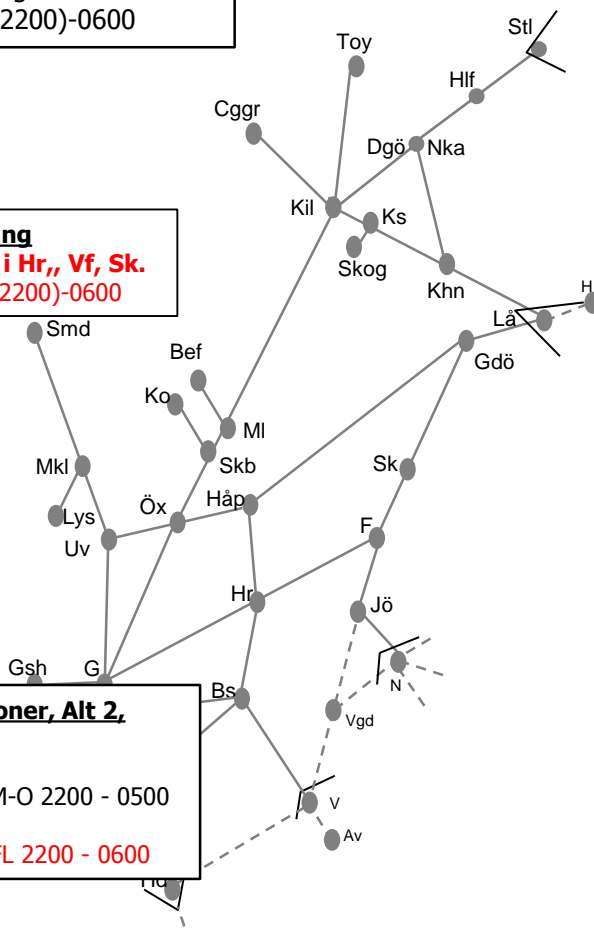 2200)-0600
Stl
Toy
Hlf
Cggr
Dgö Nka
Kil
Ks
ng
i Hr,, Vf, Sk.
2200)-0600
Skog
Khn
H
Lå
Smd
Bef
Gdö
Ko
Ml
Skb
Mkl
Sk
Öx
Håp
Lys
F
Uv
Hr
Jö
Gsh
G
Bs
N
oner, Alt 2,
Vgd
M-O 2200 - 0500
V
Av
FL 2200 - 0600
Hd